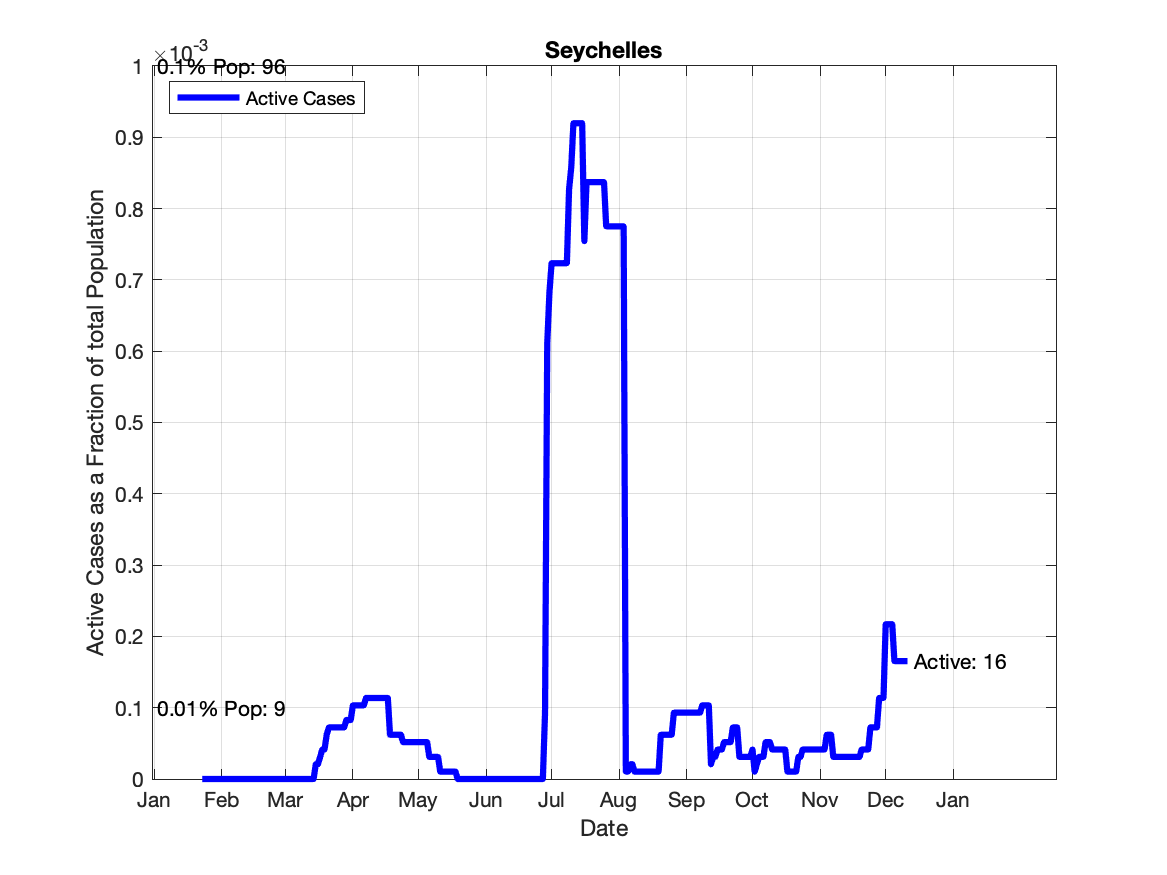 Seychelles
×10-3
0.1% Pop: 96
Active Cases
1
0.9
0.8
0.7
0.6
0.5
0.4
0.3
0.2
0.1
0
Active Cases as a Fraction of total Population
0.01% Pop: 9
Active: 16
Jan Feb Mar Apr May Jun Jul Aug Sep Oct Nov Dec Jan
Date